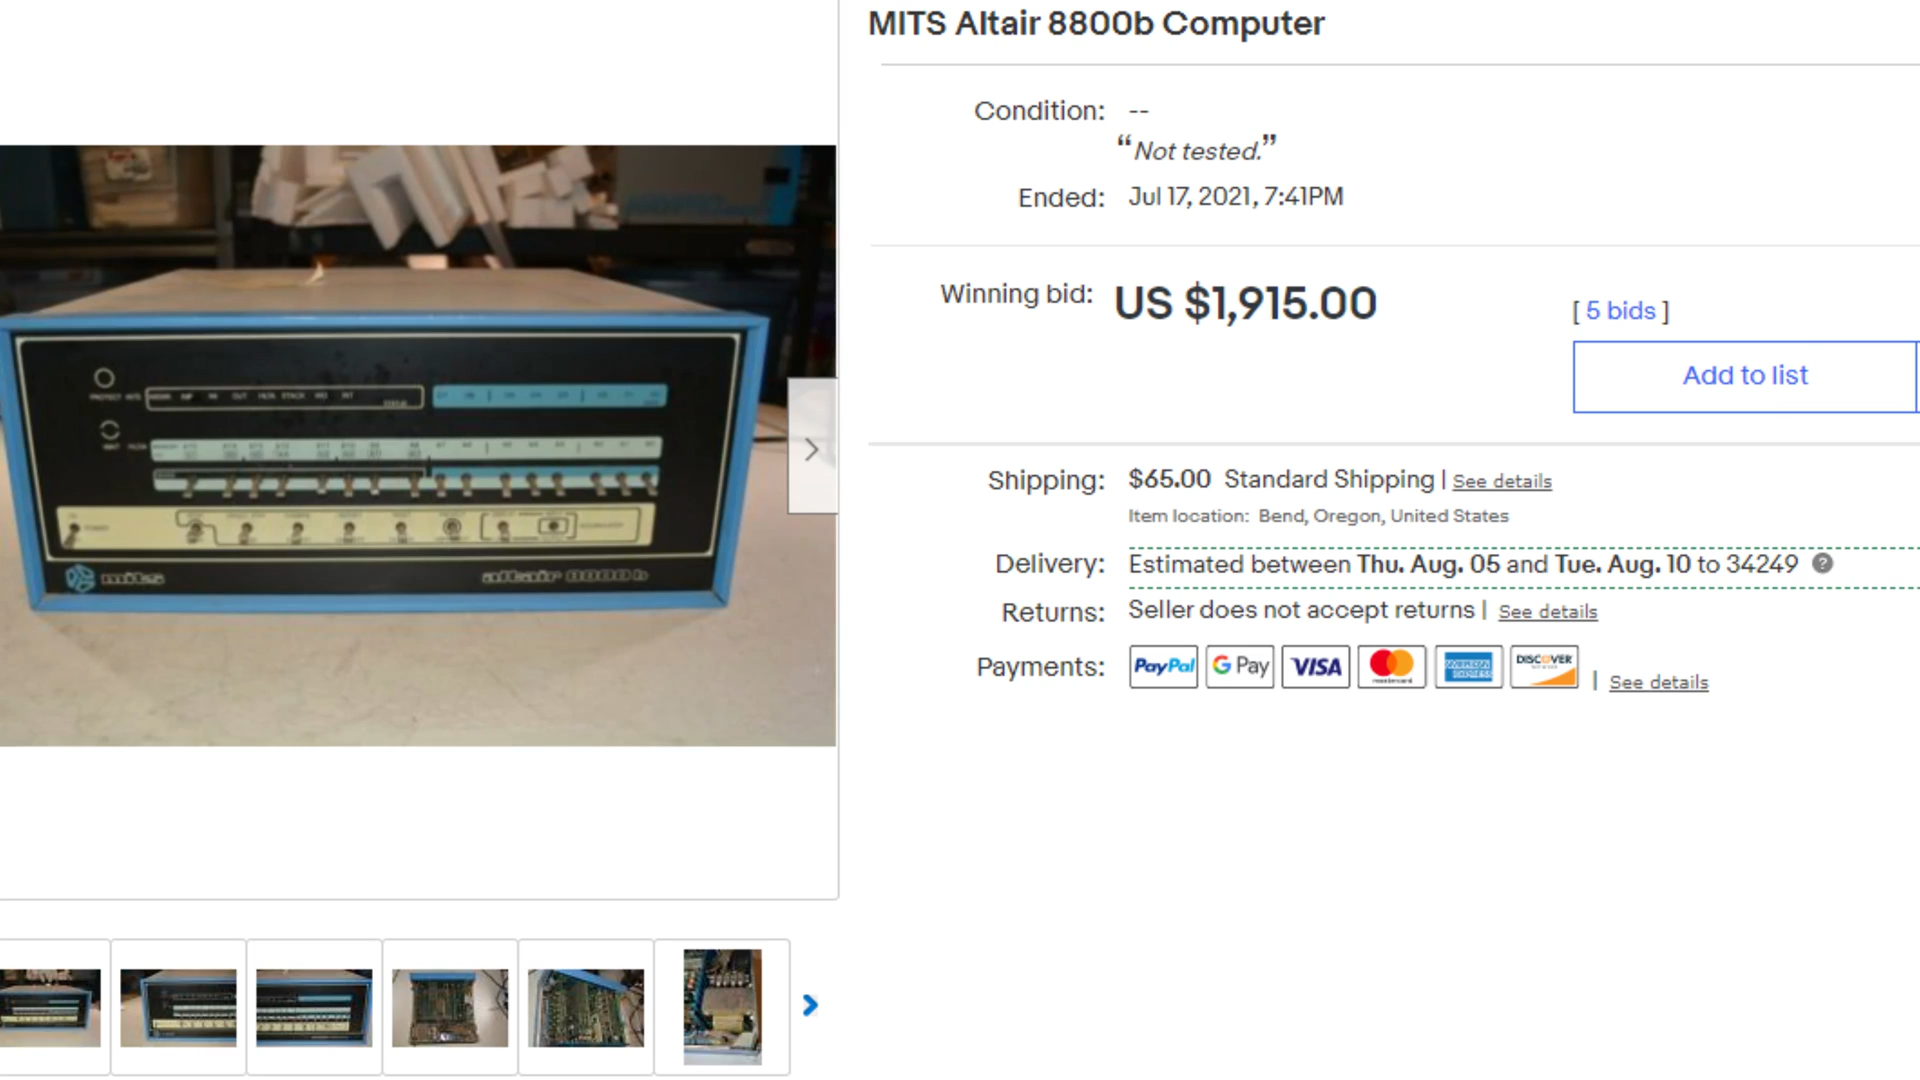 MITS Altair 8800b Computer
Condition: --
“Not tested.”
Ended: Jul 17, 2021, 7:41PM
Winning bid: US $1,915.00
[ 5 bids ]
Add to list
Shipping: $65.00 Standard Shipping | See details
Item location: Bend, Oregon, United States
Delivery: Estimated between Thu. Aug. 05 and Tue. Aug. 10 to 34249 ?
Returns: Seller does not accept returns | See details
Payments: PayPal G Pay VISA mastercard AMERICAN EXPRESS DISCOVER | See details
mits
altair 8800b